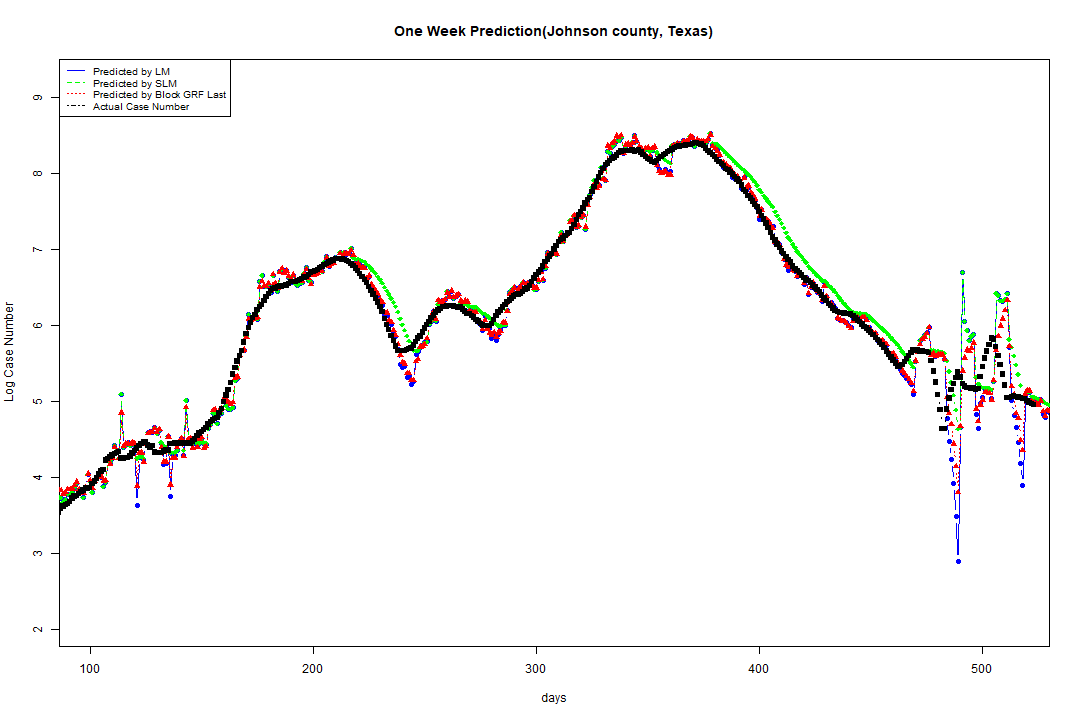 One Week Prediction(Johnson county, Texas)
Predicted by LM
Predicted by SLM
Predicted by Block GRF Last
Actual Case Number
9
8
7
6
5
4
3
2
Log Case Number
100
200
300
400
500
days